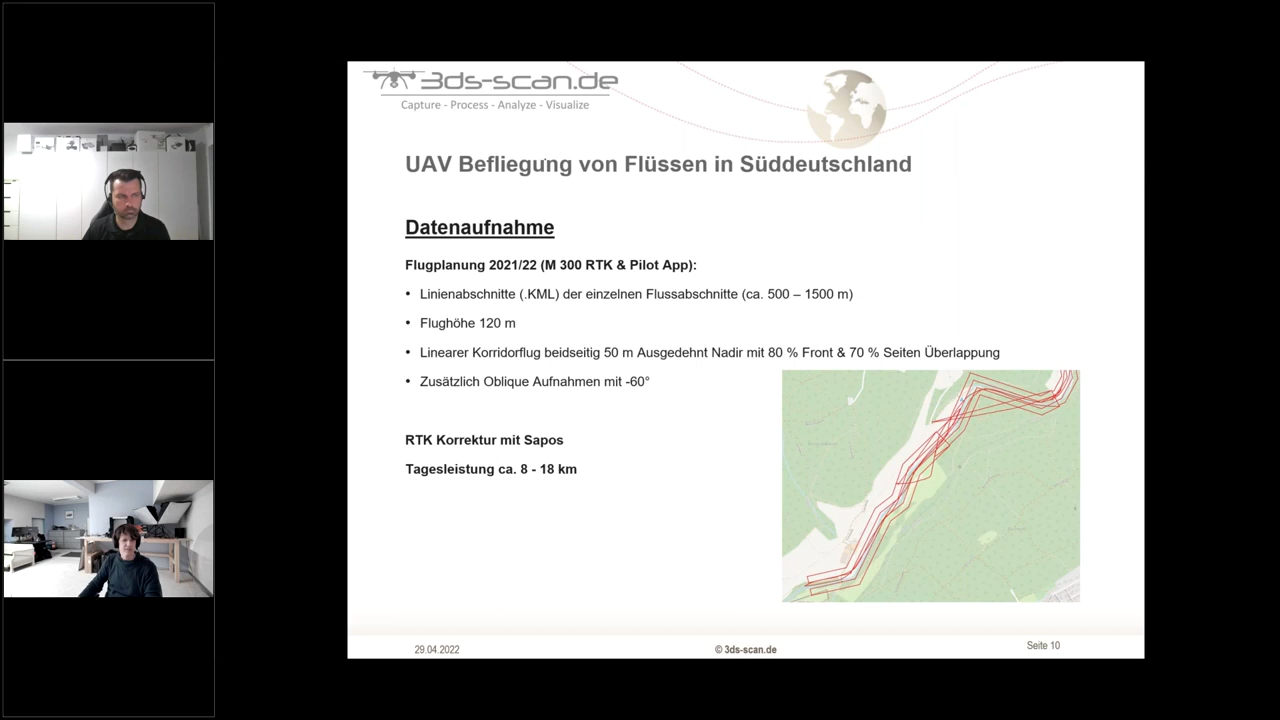 3ds-scan.de
Capture - Process - Analyze - Visualize
UAV Befliegung von Flüssen in Süddeutschland
Datenaufnahme
Flugplanung 2021/22 (M 300 RTK & Pilot App):
• Linienabschnitte (.KML) der einzelnen Flussabschnitte (ca. 500 – 1500 m)
• Flughöhe 120 m
• Linearer Korridorflug beidseitig 50 m Ausgedehnt Nadir mit 80 % Front & 70 % Seiten Überlappung
• Zusätzlich Oblique Aufnahmen mit -60°
RTK Korrektur mit Sapos
Tagesleistung ca. 8 - 18 km
29.04.2022
© 3ds-scan.de
Seite 10